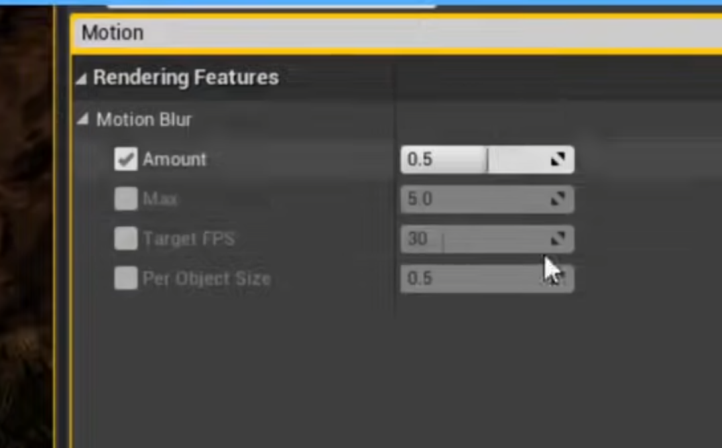 Motion
Rendering Features
Motion Blur
Amount 0.5
Max 5.0
Target FPS 30
Per Object Size 0.5